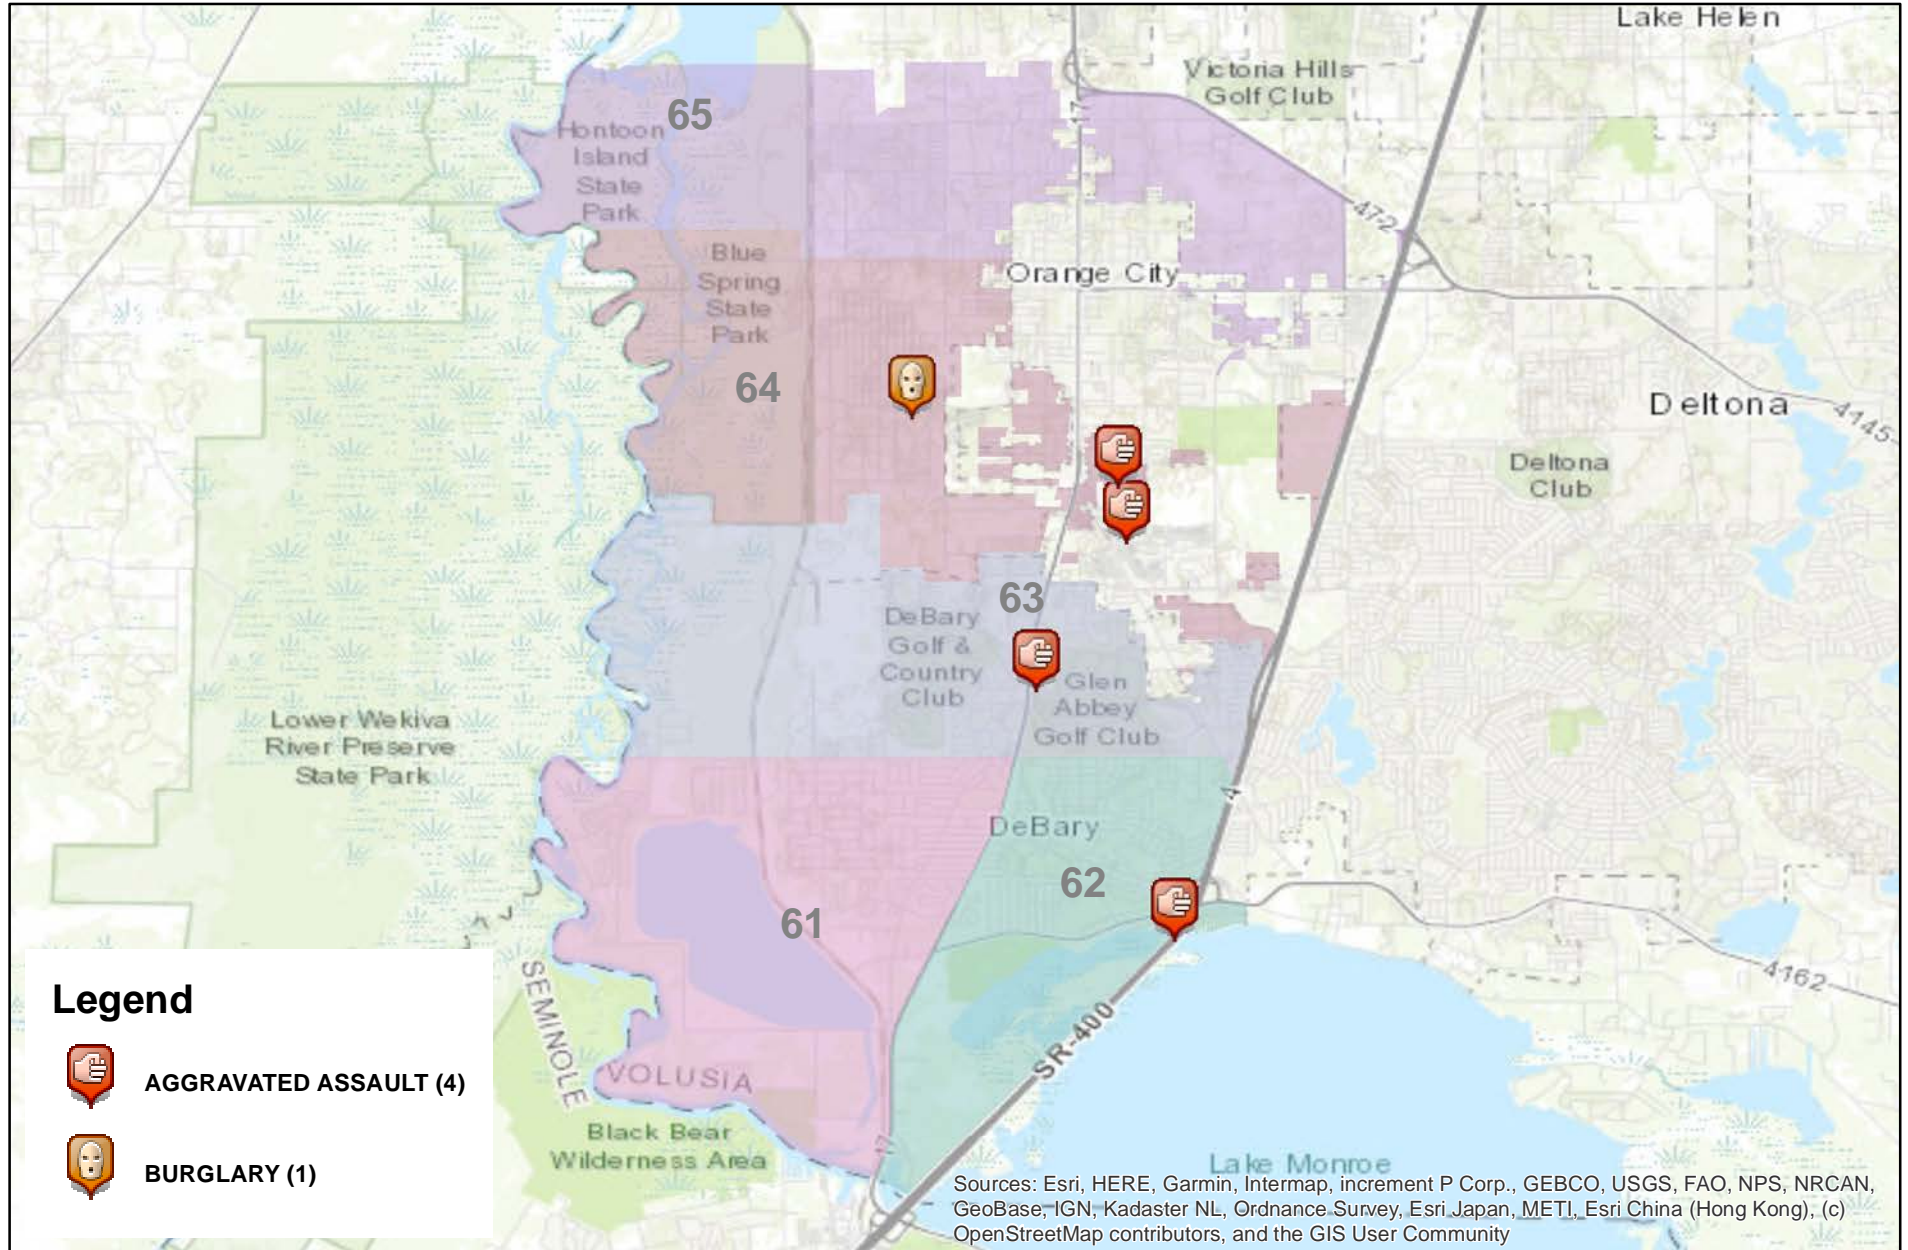 Lake Helen
Victoria Hills
Golf Club
17
65
Hontoon
Island
State
Park
472
Blue
Spring
State
Park
Orange City
64
Deltona
4145
Deltona
Club
63
DeBary
Golf &
Country
Club
Glen
Abbey
Golf Club
Lower Wekiva
River Preserve
State Park
4
DeBary
62
61
4162
SEMINOLE
VOLUSIA
SR-400
Black Bear
Wilderness Area
17
Lake Monroe
Legend
AGGRAVATED ASSAULT (4)
BURGLARY (1)
Sources: Esri, HERE, Garmin, Intermap, increment P Corp., GEBCO, USGS, FAO, NPS, NRCAN,
GeoBase, IGN, Kadaster NL, Ordnance Survey, Esri Japan, METI, Esri China (Hong Kong), (c)
OpenStreetMap contributors, and the GIS User Community